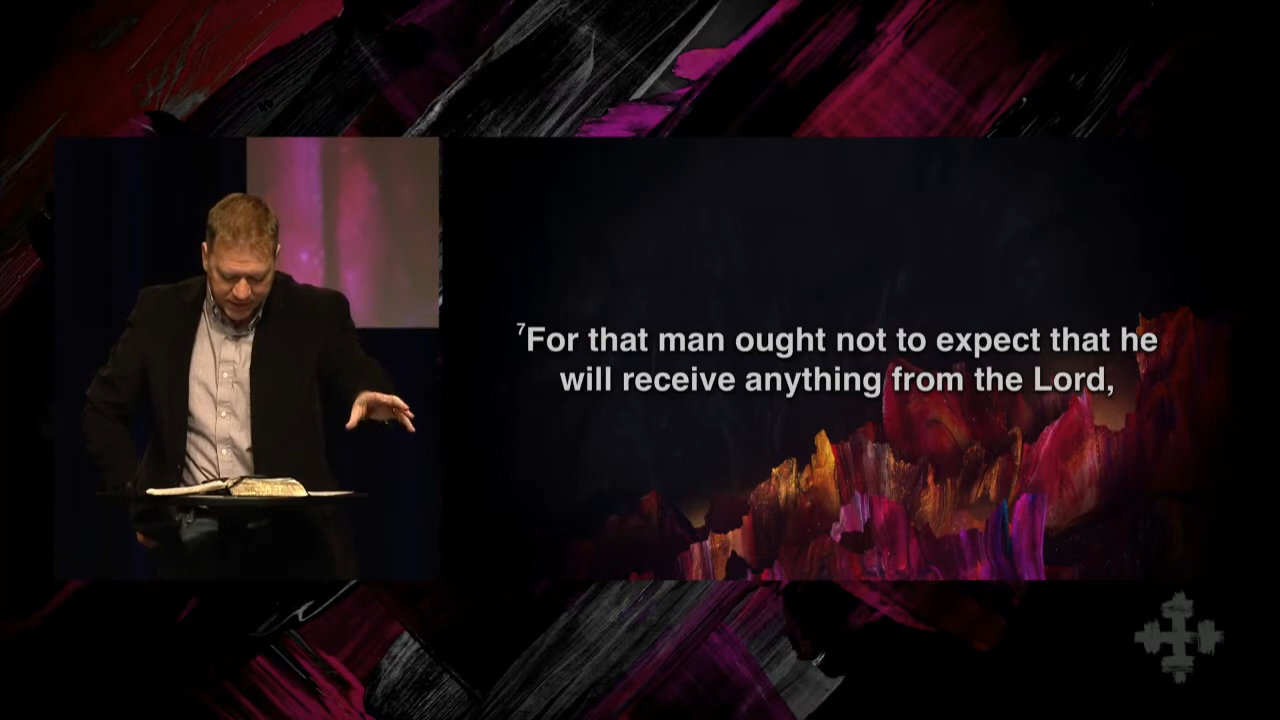 ⁷For that man ought not to expect that he
will receive anything from the Lord,